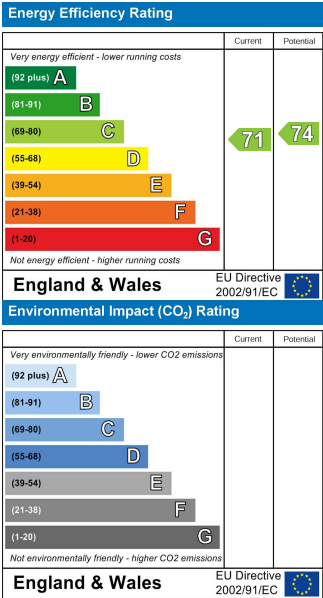 Energy Efficiency Rating
Current Potential
Very energy efficient - lower running costs
(92 plus) A
(81-91) B
(69-80) C
71 74
(55-68) D
(39-54) E
(21-38) F
(1-20) G
Not energy efficient - higher running costs
England & Wales
EU Directive
2002/91/EC
Environmental Impact (CO₂) Rating
Current Potential
Very environmentally friendly - lower CO2 emissions
(92 plus) A
(81-91) B
(69-80) C
(55-68) D
(39-54) E
(21-38) F
(1-20) G
Not environmentally friendly - higher CO2 emissions
England & Wales
EU Directive
2002/91/EC